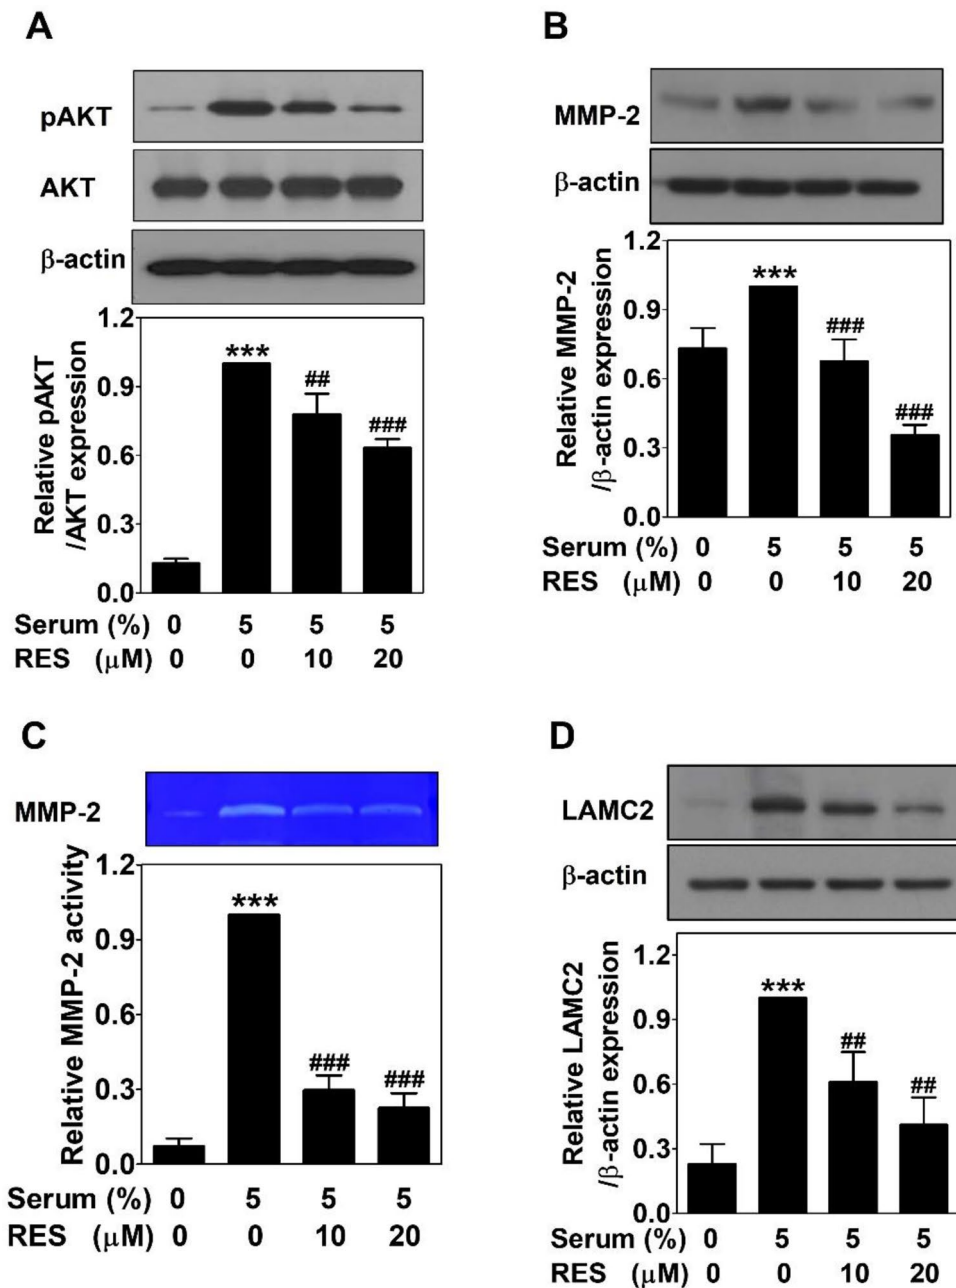 A
pAKT
AKT
β-actin
Relative pAKT
/AKT expression
1.2
0.9
0.6
0.3
0.0
***
##
###
Serum (%) 0 5 5 5
RES (μM) 0 0 10 20
B
MMP-2
β-actin
Relative MMP-2
/β-actin expression
1.2
0.9
0.6
0.3
0.0
***
###
###
Serum (%) 0 5 5 5
RES (μM) 0 0 10 20
C
MMP-2
Relative MMP-2 activity
1.2
0.9
0.6
0.3
0.0
***
###
###
Serum (%) 0 5 5 5
RES (μM) 0 0 10 20
D
LAMC2
β-actin
Relative LAMC2
/β-actin expression
1.2
0.9
0.6
0.3
0.0
***
##
##
Serum (%) 0 5 5 5
RES (μM) 0 0 10 20